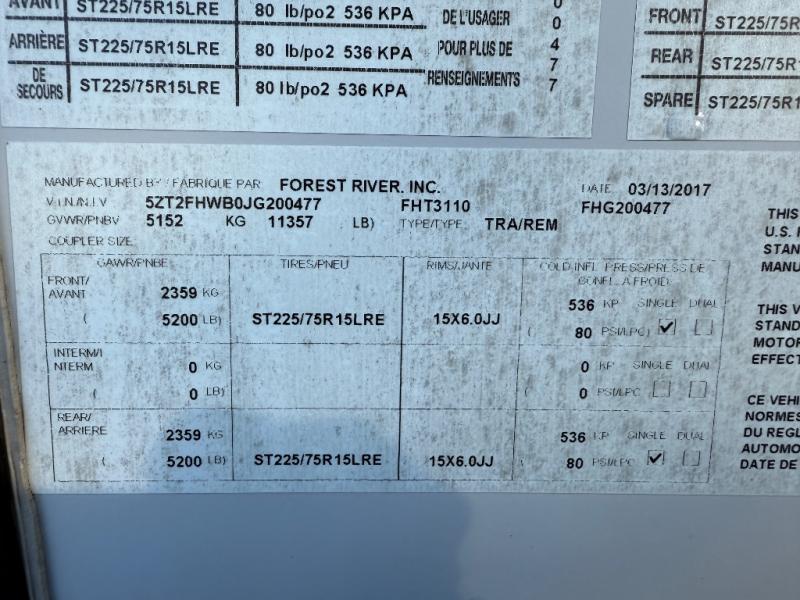 AVANT ST225/75R15LRE 80 lb/po2 536 KPA
ARRIÈRE ST225/75R15LRE 80 lb/po2 536 KPA
DE SECOURS ST225/75R15LRE 80 lb/po2 536 KPA
DE L'USAGER
POUR PLUS DE
RENSEIGNEMENTS
0
0
4
7
7
FRONT ST225/75R
REAR ST225/75R1
SPARE ST225/75R1
MANUFACTURED BY / FABRIQUE PAR FOREST RIVER, INC. DATE 03/13/2017
V.I.N./N.I.V 5ZT2FHWB0JG200477 FHT3110 FHG200477
GVWR/PNBV 5152 KG 11357 LB) TYPE/TYPE TRA/REM
COUPLER SIZE
GAWR/PNBE TIRES/PNEU RIMS/JANTE COLD INFL. PRESS/PRESS DE
GONFL. A FROID
FRONT/
AVANT 2359 KG 536 KP SINGLE DUAL
( 5200 LB) ST225/75R15LRE 15X6.0JJ ( 80 PSI/LPC) ☑ ☐
INTERM/I
NTERM 0 KG 0 KP SINGLE DUAL
( 0 LB) ( 0 PSI/LPC ☐ ☐
REAR/
ARRIERE 2359 KG 536 KP SINGLE DUAL
( 5200 LB) ST225/75R15LRE 15X6.0JJ ( 80 PSI/LPC ☑ ☐
THIS
U.S.
STAN
MANU
THIS V
STAND
MOTOR
EFFECT
CE VEHI
NORMES
DU REGL
AUTOMO
DATE DE